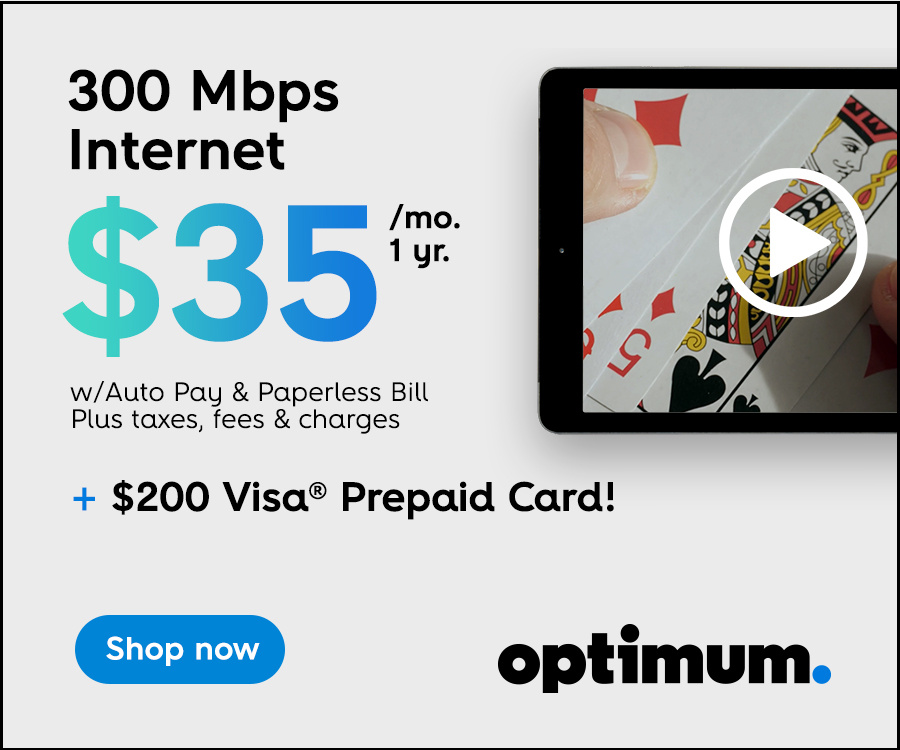 300 Mbps
Internet
$35
/mo.
1 yr.
w/Auto Pay & Paperless Bill
Plus taxes, fees & charges
+ $200 Visa® Prepaid Card!
5
Shop now
optimum.